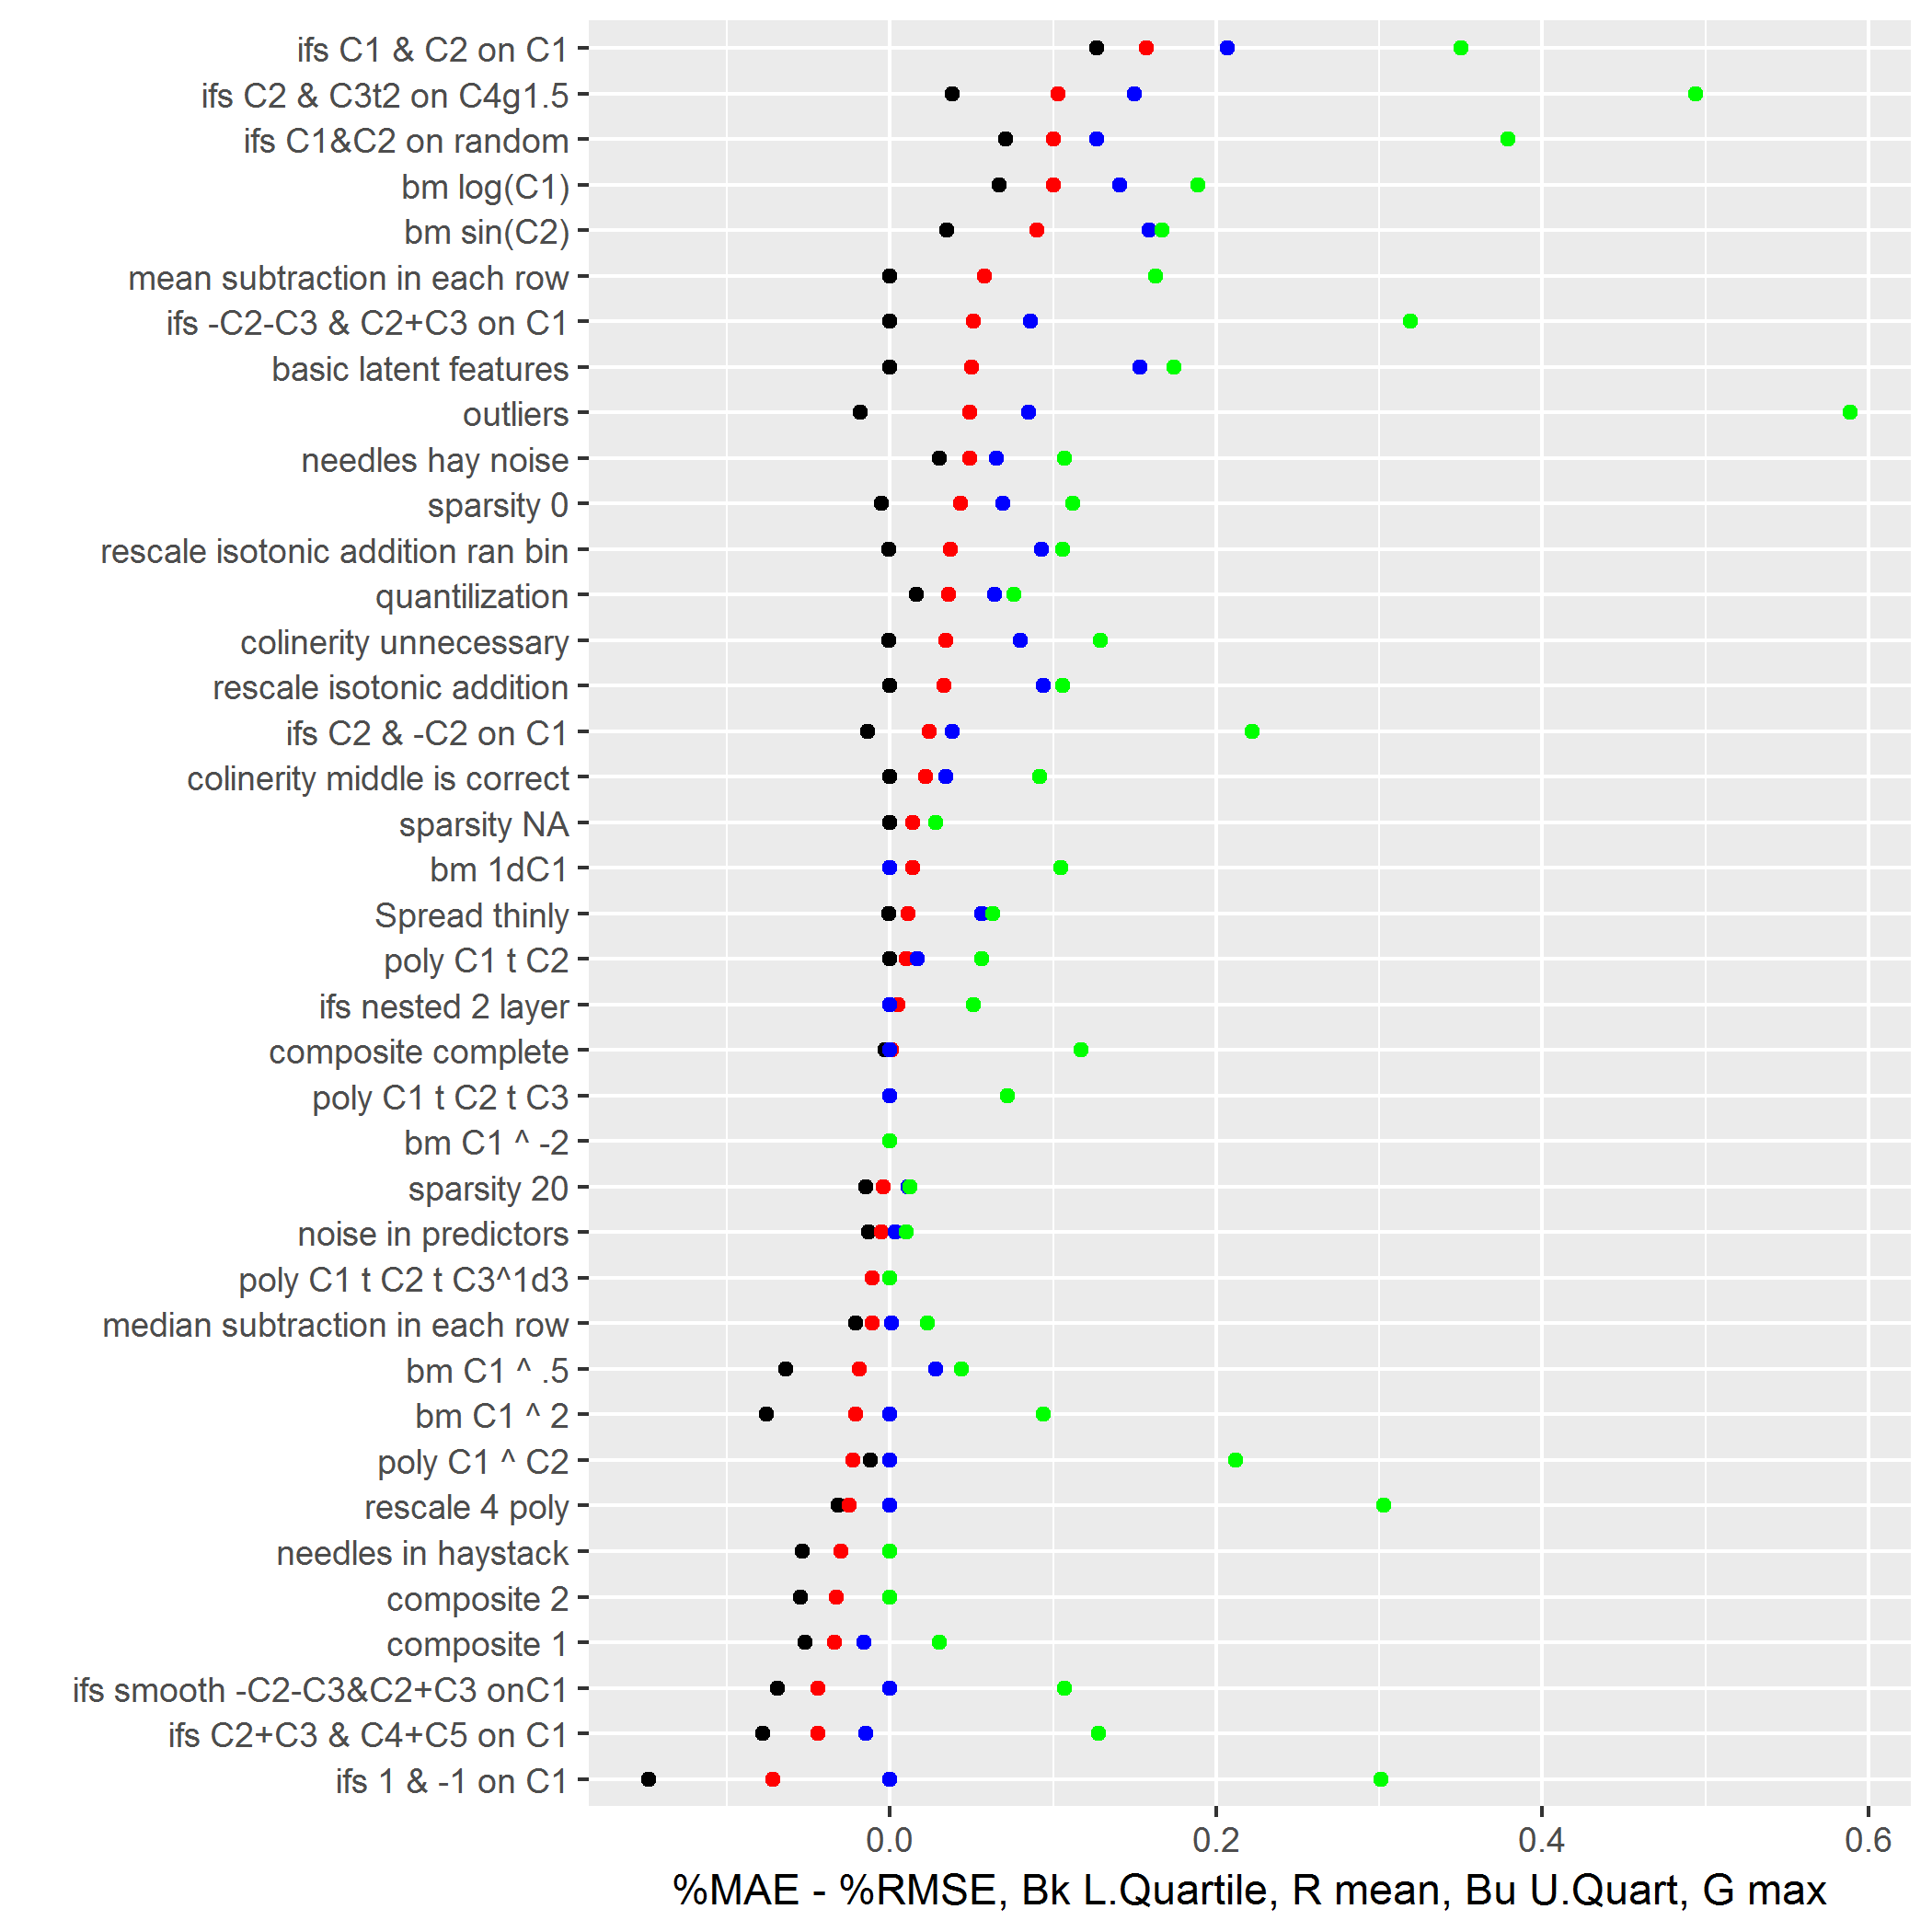 ifs C1 & C2 on C1
ifs C2 & C3t2 on C4g1.5
ifs C1&C2 on random
bm log(C1)
bm sin(C2)
mean subtraction in each row
ifs -C2-C3 & C2+C3 on C1
basic latent features
outliers
needles hay noise
sparsity 0
rescale isotonic addition ran bin
quantilization
colinerity unnecessary
rescale isotonic addition
ifs C2 & -C2 on C1
colinerity middle is correct
sparsity NA
bm 1dC1
Spread thinly
poly C1 t C2
ifs nested 2 layer
composite complete
poly C1 t C2 t C3
bm C1 ^ -2
sparsity 20
noise in predictors
poly C1 t C2 t C3^1d3
median subtraction in each row
bm C1 ^ .5
bm C1 ^ 2
poly C1 ^ C2
rescale 4 poly
needles in haystack
composite 2
composite 1
ifs smooth -C2-C3&C2+C3 onC1
ifs C2+C3 & C4+C5 on C1
ifs 1 & -1 on C1
0.0 0.2 0.4 0.6
%MAE - %RMSE, Bk L.Quartile, R mean, Bu U.Quart, G max